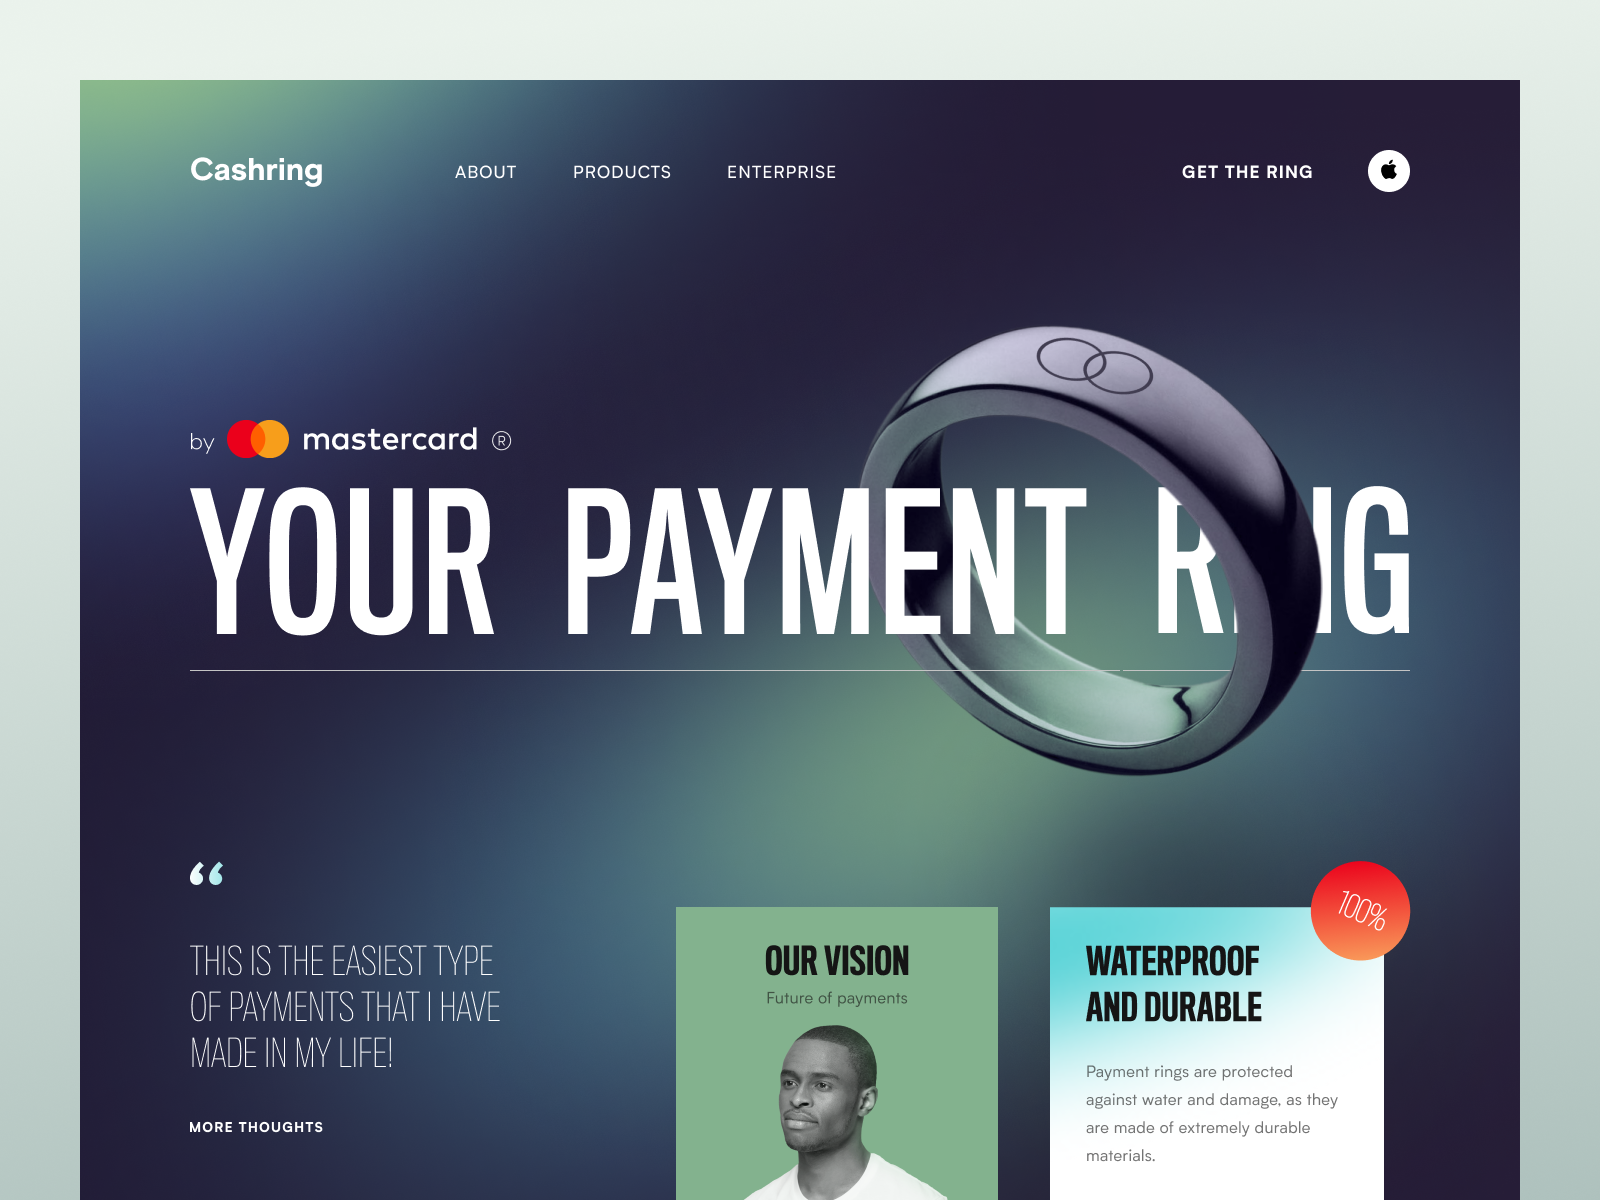 Cashring
ABOUT
PRODUCTS
ENTERPRISE
GET THE RING
by mastercard ®
YOUR PAYMENT RING
“
THIS IS THE EASIEST TYPE
OF PAYMENTS THAT I HAVE
MADE IN MY LIFE!
MORE THOUGHTS
OUR VISION
Future of payments
100%
WATERPROOF
AND DURABLE
Payment rings are protected
against water and damage, as they
are made of extremely durable
materials.